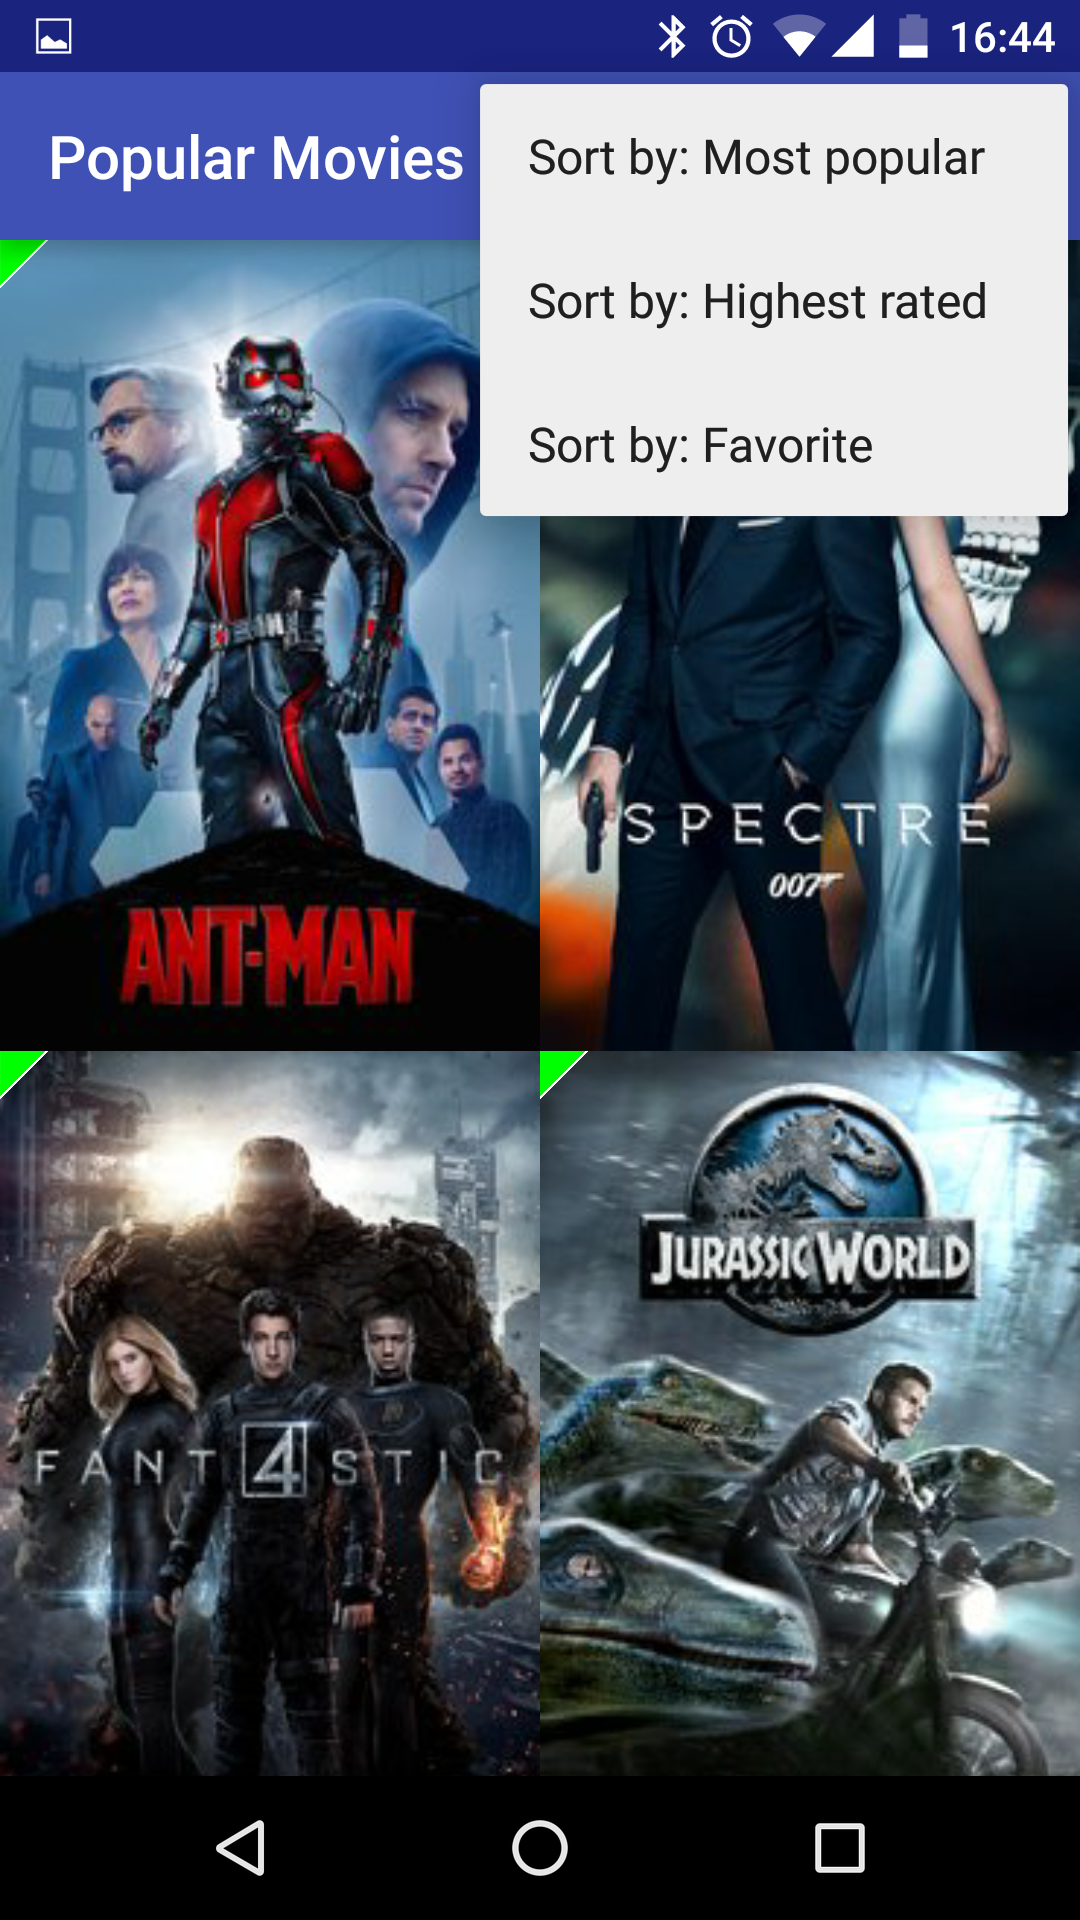 16:44
Popular Movies
Sort by: Most popular
Sort by: Highest rated
Sort by: Favorite
ANT-MAN
SPECTRE
007
FANT4STIC
JURASSIC WORLD